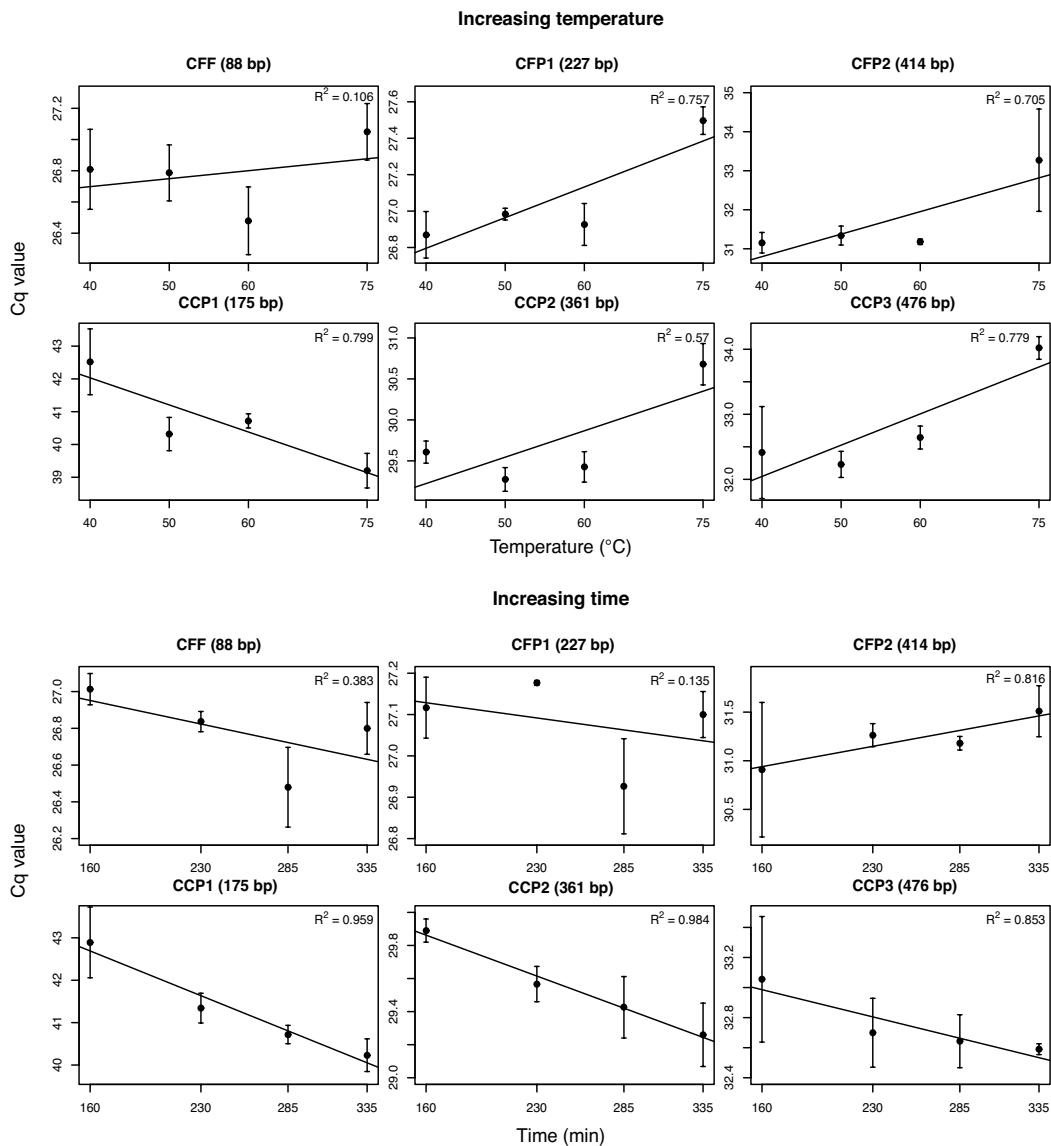 Increasing temperature
CFF (88 bp)
CFP1 (227 bp)
CFP2 (414 bp)
R² = 0.106
R² = 0.757
R² = 0.705
26.4 26.8 27.2
26.8 27.0 27.2 27.4 27.6
31 32 33 34 35
40 50 60 75
40 50 60 75
40 50 60 75
Cq value
CCP1 (175 bp)
CCP2 (361 bp)
CCP3 (476 bp)
R² = 0.799
R² = 0.57
R² = 0.779
39 40 41 42 43
29.5 30.0 30.5 31.0
32.0 33.0 34.0
40 50 60 75
40 50 60 75
40 50 60 75
Temperature (°C)
Increasing time
CFF (88 bp)
CFP1 (227 bp)
CFP2 (414 bp)
R² = 0.383
R² = 0.135
R² = 0.816
26.2 26.4 26.6 26.8 27.0
26.8 26.9 27.0 27.1 27.2
30.5 31.0 31.5
160 230 285 335
160 230 285 335
160 230 285 335
Cq value
CCP1 (175 bp)
CCP2 (361 bp)
CCP3 (476 bp)
R² = 0.959
R² = 0.984
R² = 0.853
40 41 42 43
29.0 29.4 29.8
32.4 32.8 33.2
160 230 285 335
160 230 285 335
160 230 285 335
Time (min)